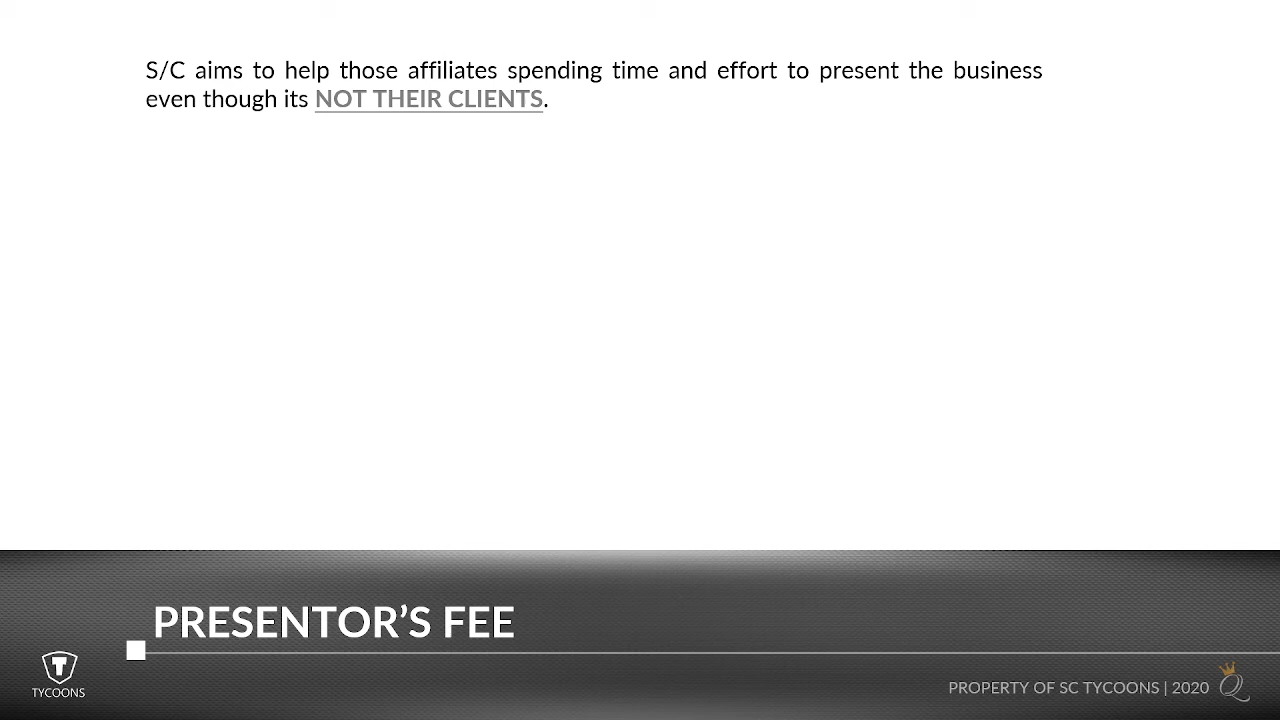 S/C aims to help those affiliates spending time and effort to present the business
even though its NOT THEIR CLIENTS.
PRESENTOR’S FEE
T
TYCOONS
PROPERTY OF SC TYCOONS | 2020
Q